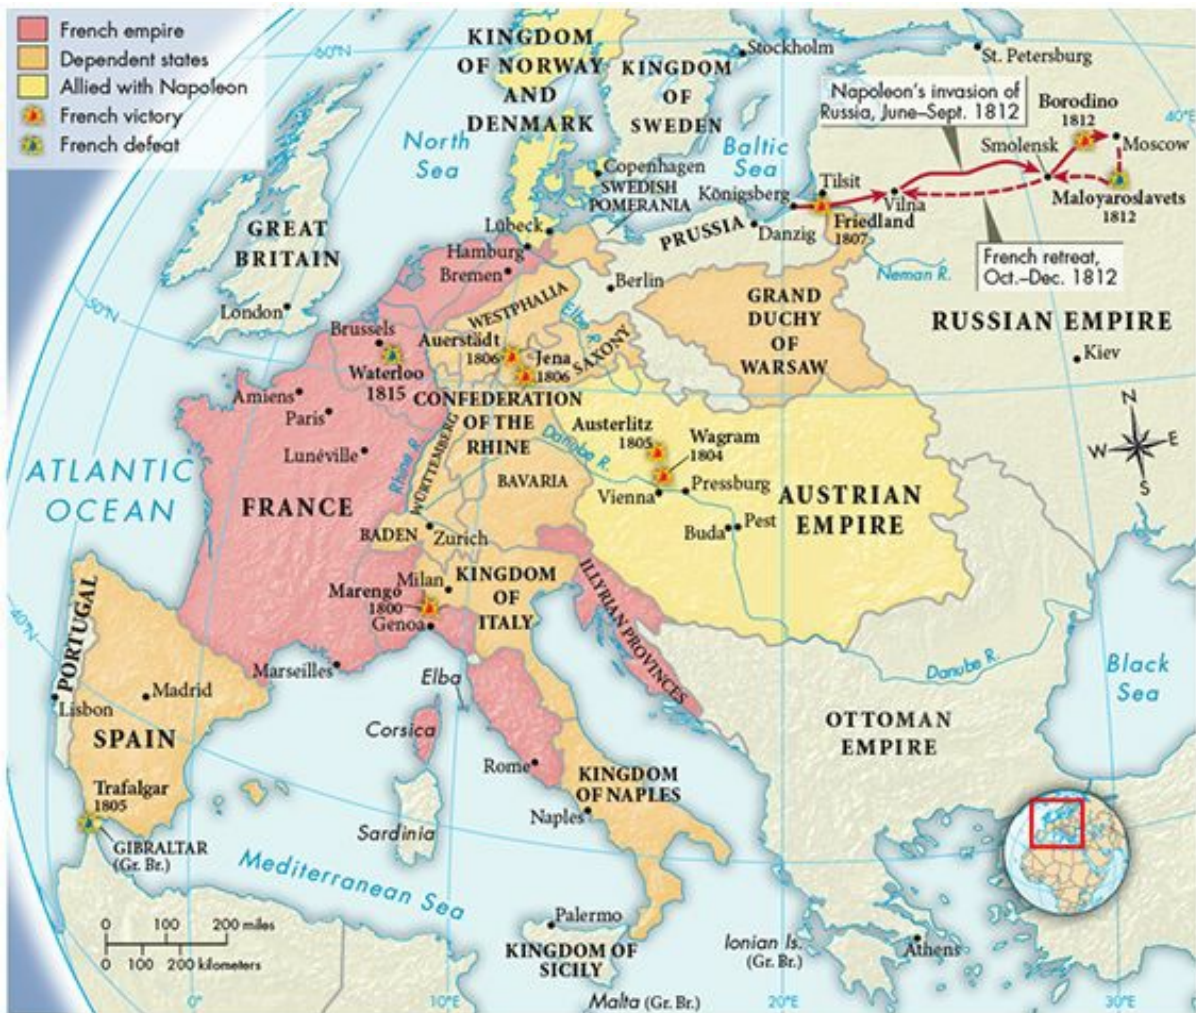 French empire
Dependent states
Allied with Napoleon
French victory
French defeat
60°N
50°N
40°N
40°E
KINGDOM
OF NORWAY
AND
DENMARK
KINGDOM
OF
SWEDEN
Stockholm
St. Petersburg
Napoleon's invasion of
Russia, June–Sept. 1812
Borodino
1812
Moscow
Smolensk
Maloyaroslavets
1812
North
Sea
Baltic
Sea
Copenhagen
SWEDISH
POMERANIA
Königsberg
Tilsit
Vilna
Friedland
1807
French retreat,
Oct.–Dec. 1812
Neman R.
GREAT
BRITAIN
London
Lübeck
Hamburg
Bremen
PRUSSIA
Danzig
Berlin
WESTPHALIA
Elbe R.
SAXONY
GRAND
DUCHY
OF
WARSAW
RUSSIAN EMPIRE
Kiev
Brussels
Waterloo
1815
Auerstädt
1806
Jena
1806
Amiens
Paris
Lunéville
CONFEDERATION
OF THE
RHINE
Rhine R.
WÜRTTEMBERG
Danube R.
BAVARIA
Austerlitz
1805
Wagram
1804
Vienna
Pressburg
Buda
Pest
AUSTRIAN
EMPIRE
N
W
E
S
ATLANTIC
OCEAN
FRANCE
BADEN
Zurich
Milan
KINGDOM
OF
ITALY
Marengo
1800
Genoa
ILLYRIAN PROVINCES
Marseilles
Elba
Corsica
PORTUGAL
Lisbon
Madrid
SPAIN
Trafalgar
1805
GIBRALTAR
(Gr. Br.)
Rome
Naples
KINGDOM
OF NAPLES
Sardinia
Mediterranean Sea
Danube R.
Black
Sea
OTTOMAN
EMPIRE
Palermo
KINGDOM OF
SICILY
Ionian Is.
(Gr. Br.)
Athens
Malta (Gr. Br.)
0 100 200 miles
0 100 200 kilometers
0°
10°E
20°E
30°E